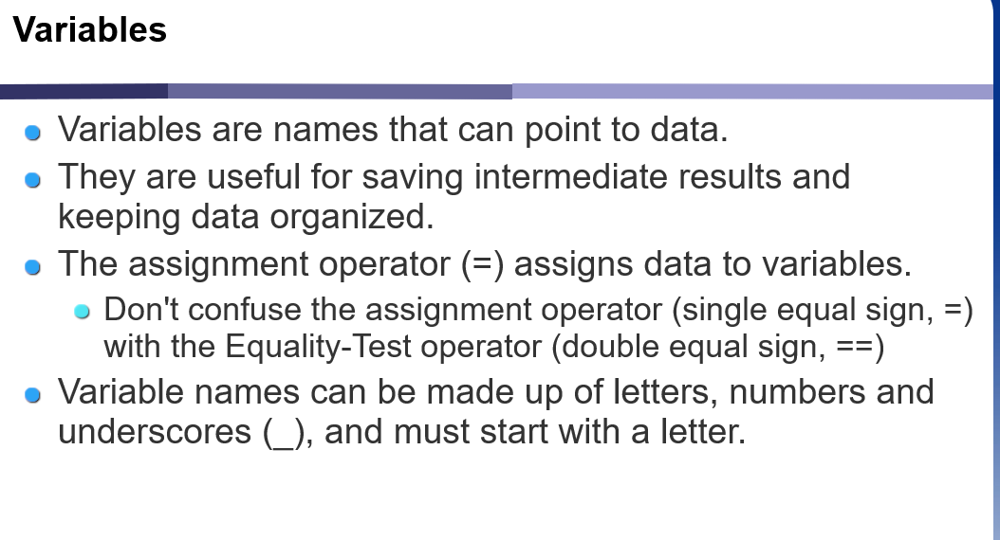 Variables
Variables are names that can point to data.
They are useful for saving intermediate results and
keeping data organized.
The assignment operator (=) assigns data to variables.
Don't confuse the assignment operator (single equal sign, =)
with the Equality-Test operator (double equal sign, ==)
Variable names can be made up of letters, numbers and
underscores (_), and must start with a letter.